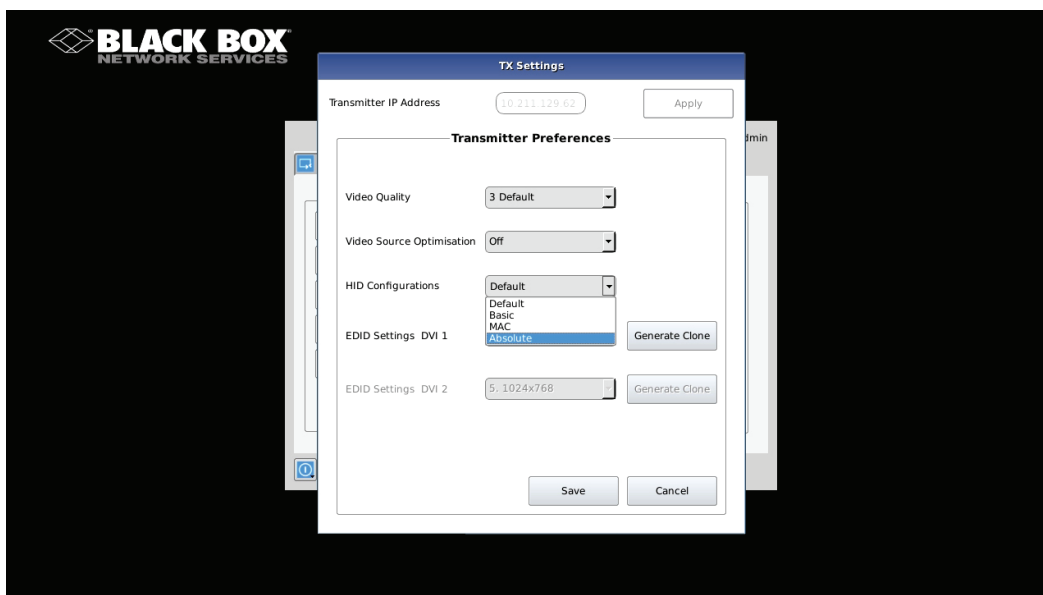 BLACK BOX
NETWORK SERVICES
TX Settings
Transmitter IP Address 10.211.129.62 Apply
dmin
Transmitter Preferences
Video Quality 3 Default
Video Source Optimisation Off
HID Configurations Default
Default
Basic
MAC
Absolute
EDID Settings DVI 1 Generate Clone
EDID Settings DVI 2 5. 1024x768 Generate Clone
Save Cancel